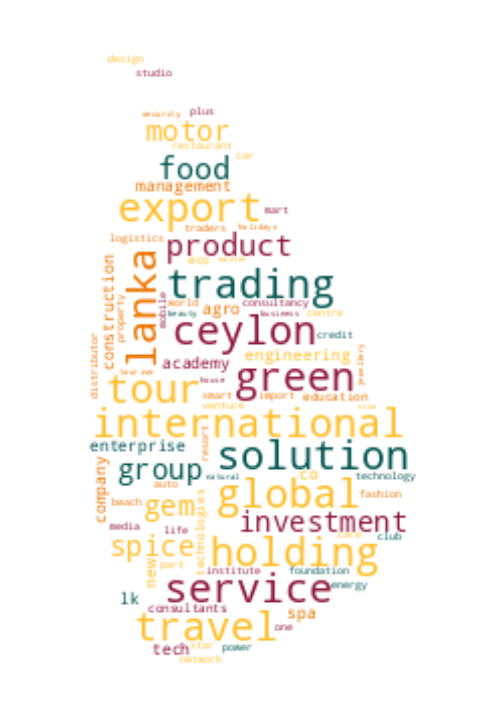 design
studio
security plus
motor
restaurant
food car
management
export mart
traders holidays
logistics product
eco
lanka trading
construction
property
mobile world agro consultancy
beauty business centre
ceylon credit
distributor
engineering
academy jewellery
tourism green
tour house
smart import education
international
venture
enterprise resort
solution
group natural technology
company auto co
global fashion
beach gem
technologies
investment
media life care club
spice holding
new port
institute foundation
service energy
lk consultants spa
travel one
tech star power
network